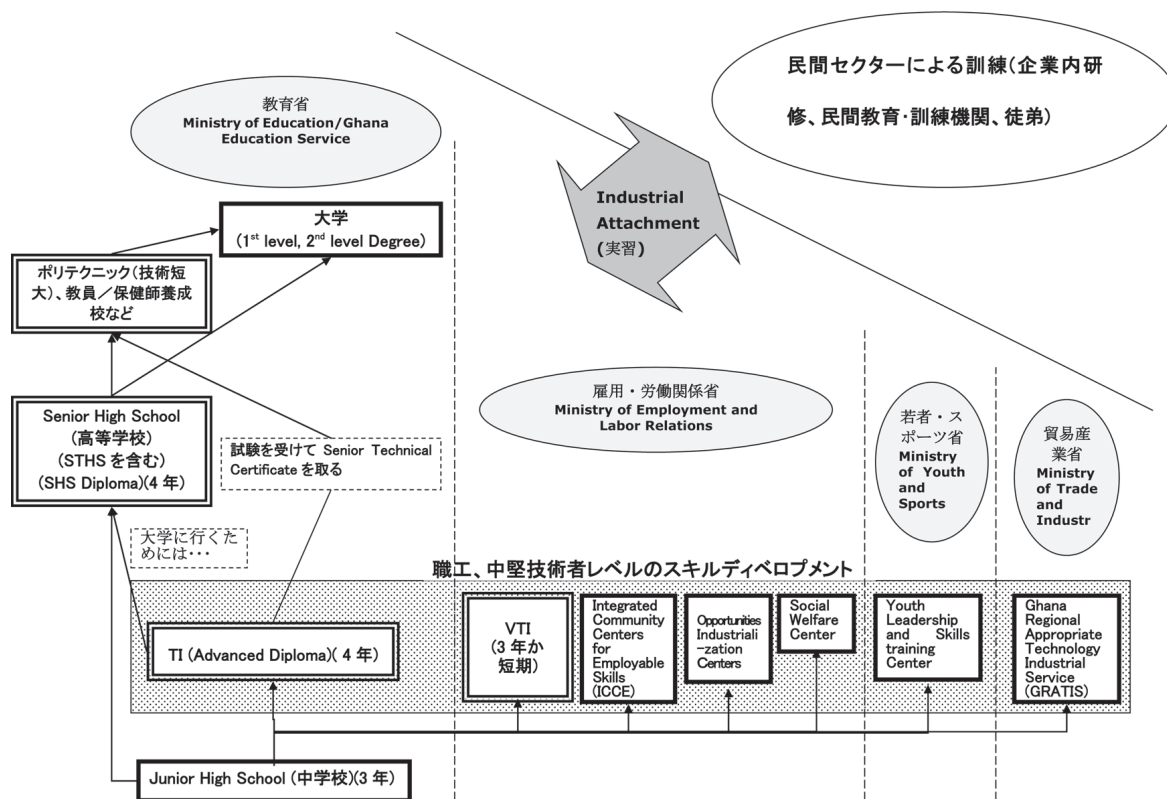 民間セクターによる訓練(企業内研
修、民間教育・訓練機関、徒弟)
教育省
Ministry of Education/Ghana
Education Service
Industrial
Attachment
(実習)
大学
(1st level, 2nd level Degree)
ポリテクニック(技術短
大)、教員／保健師養成
校など
雇用・労働関係省
Ministry of Employment and
Labor Relations
若者・ス
ポーツ省
Ministry
of Youth
and
Sports
貿易産
業省
Ministry
of Trade
and
Industr
Senior High School
(高等学校)
(STHS を含む)
(SHS Diploma)(4 年)
試験を受けて Senior Technical
Certificate を取る
大学に行くた
めには・・・
職工、中堅技術者レベルのスキルディベロプメント
TI (Advanced Diploma)( 4 年)
VTI
(3 年か
短期)
Integrated
Community
Centers
for
Employable
Skills
(ICCE)
Opportunities
Industriali
-zation
Centers
Social
Welfare
Center
Youth
Leadership
and Skills
training
Center
Ghana
Regional
Appropriate
Technology
Industrial
Service
(GRATIS)
Junior High School (中学校)(3 年)